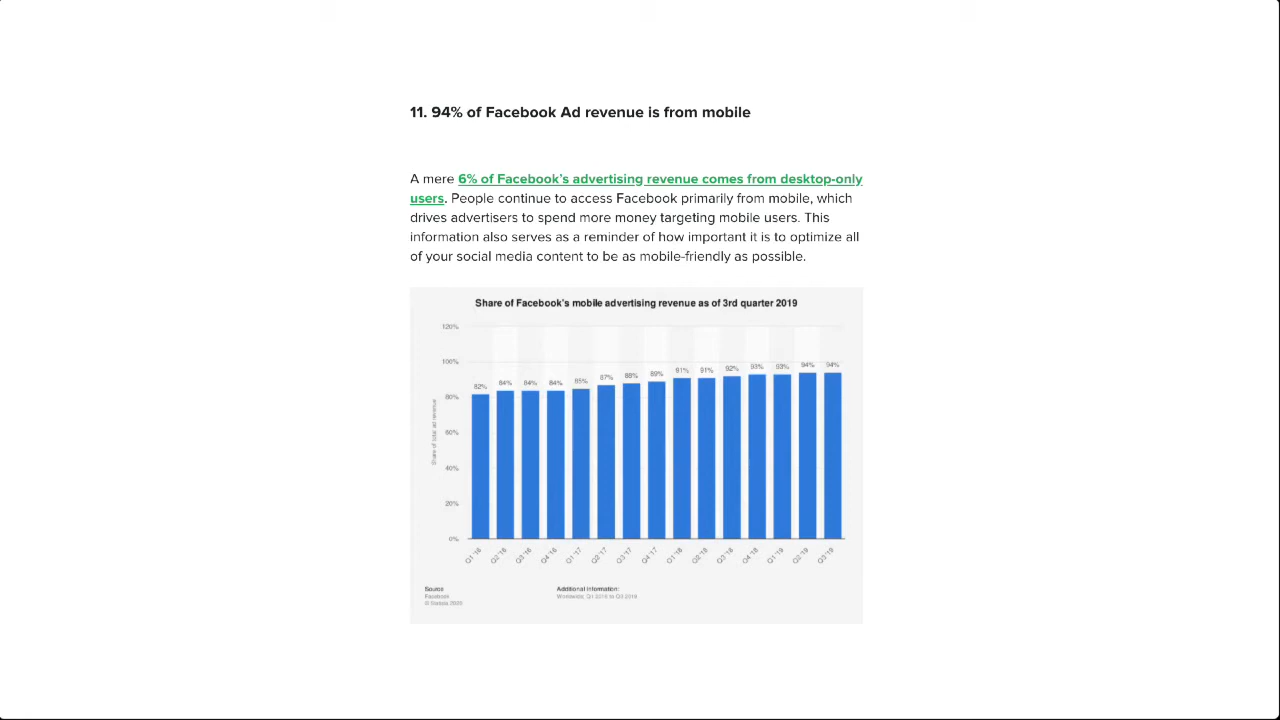 11. 94% of Facebook Ad revenue is from mobile
A mere 6% of Facebook's advertising revenue comes from desktop-only
users. People continue to access Facebook primarily from mobile, which
drives advertisers to spend more money targeting mobile users. This
information also serves as a reminder of how important it is to optimize all
of your social media content to be as mobile-friendly as possible.
Share of Facebook's mobile advertising revenue as of 3rd quarter 2019
Share of total ad revenue
120%
100%
80%
60%
40%
20%
0%
82% 84% 84% 84% 85% 87% 88% 89% 91% 91% 92% 93% 93% 94% 94%
Q1 '16 Q2 '16 Q3 '16 Q4 '16 Q1 '17 Q2 '17 Q3 '17 Q4 '17 Q1 '18 Q2 '18 Q3 '18 Q4 '18 Q1 '19 Q2 '19 Q3 '19
Source Additional Information:
Facebook Worldwide; Q1 2016 to Q3 2019
© Statista 2020